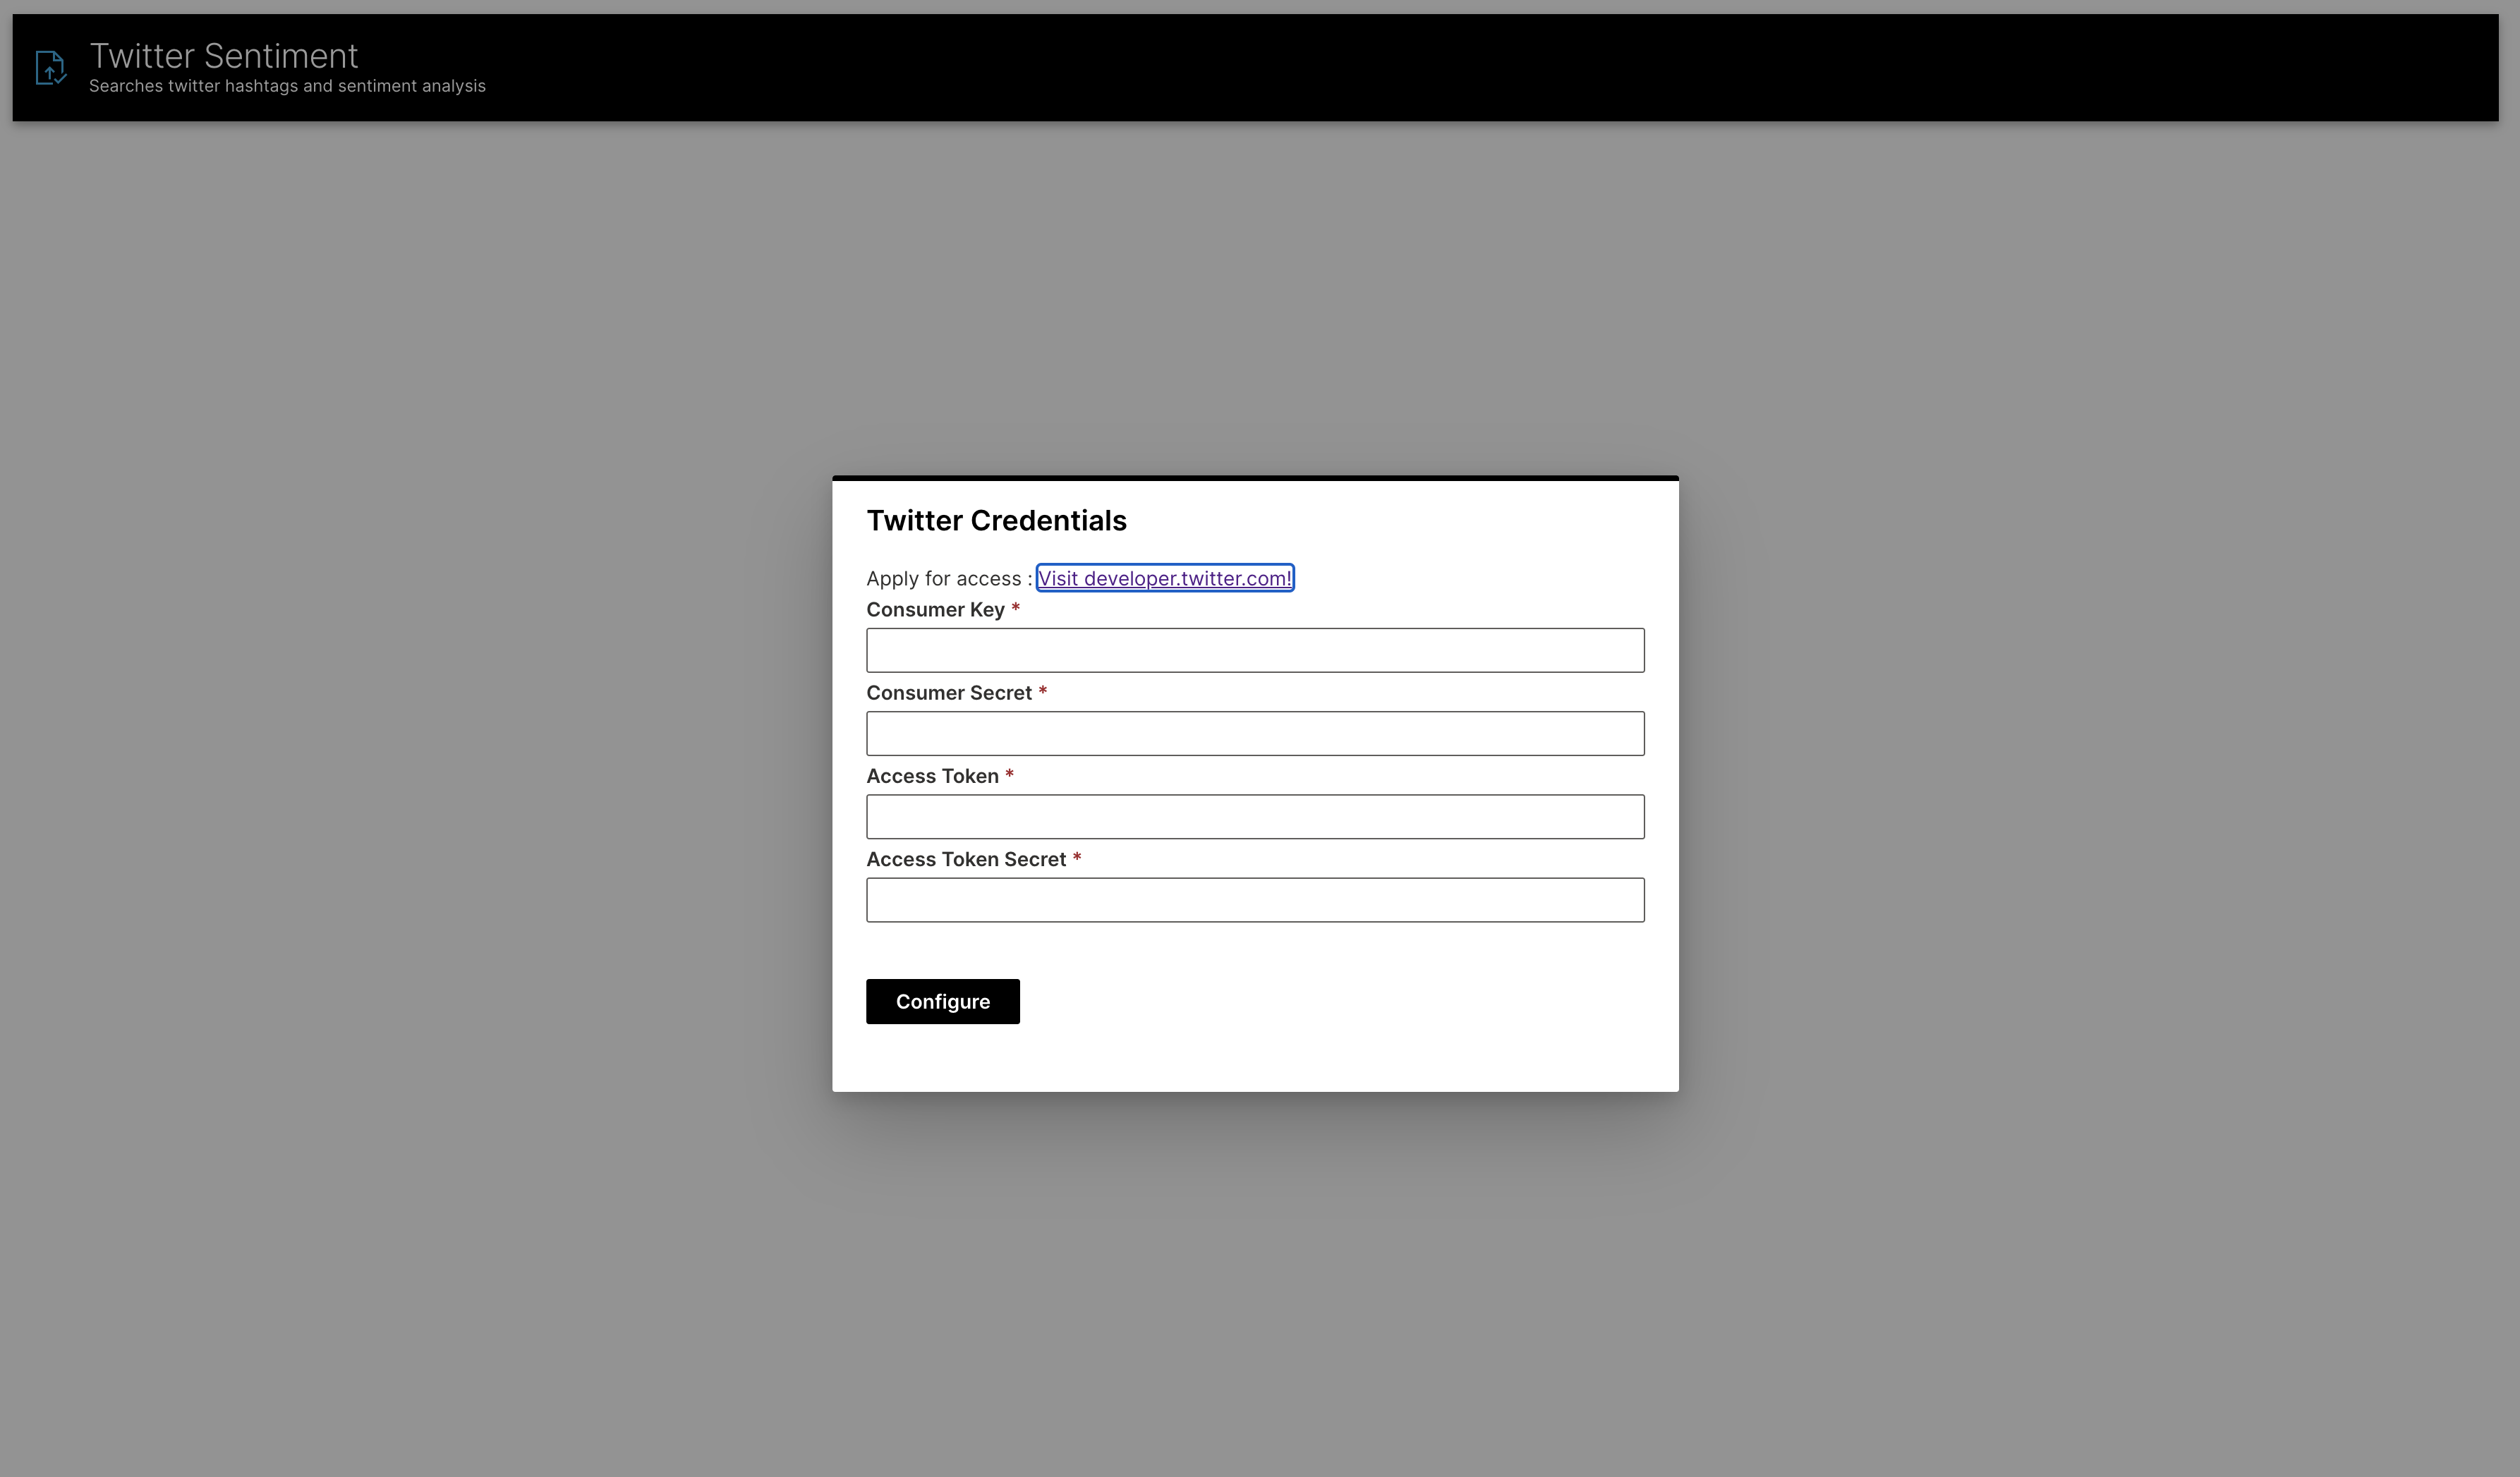 Twitter Sentiment
Searches twitter hashtags and sentiment analysis
Twitter Credentials
Apply for access : Visit developer.twitter.com!
Consumer Key *
Consumer Secret *
Access Token *
Access Token Secret *
Configure